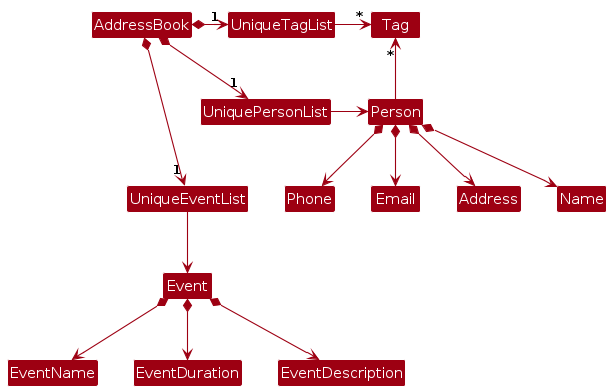 AddressBook 1 UniqueTagList * Tag
*
1
UniquePersonList Person
1
UniqueEventList Phone Email Address Name
Event
EventName EventDuration EventDescription